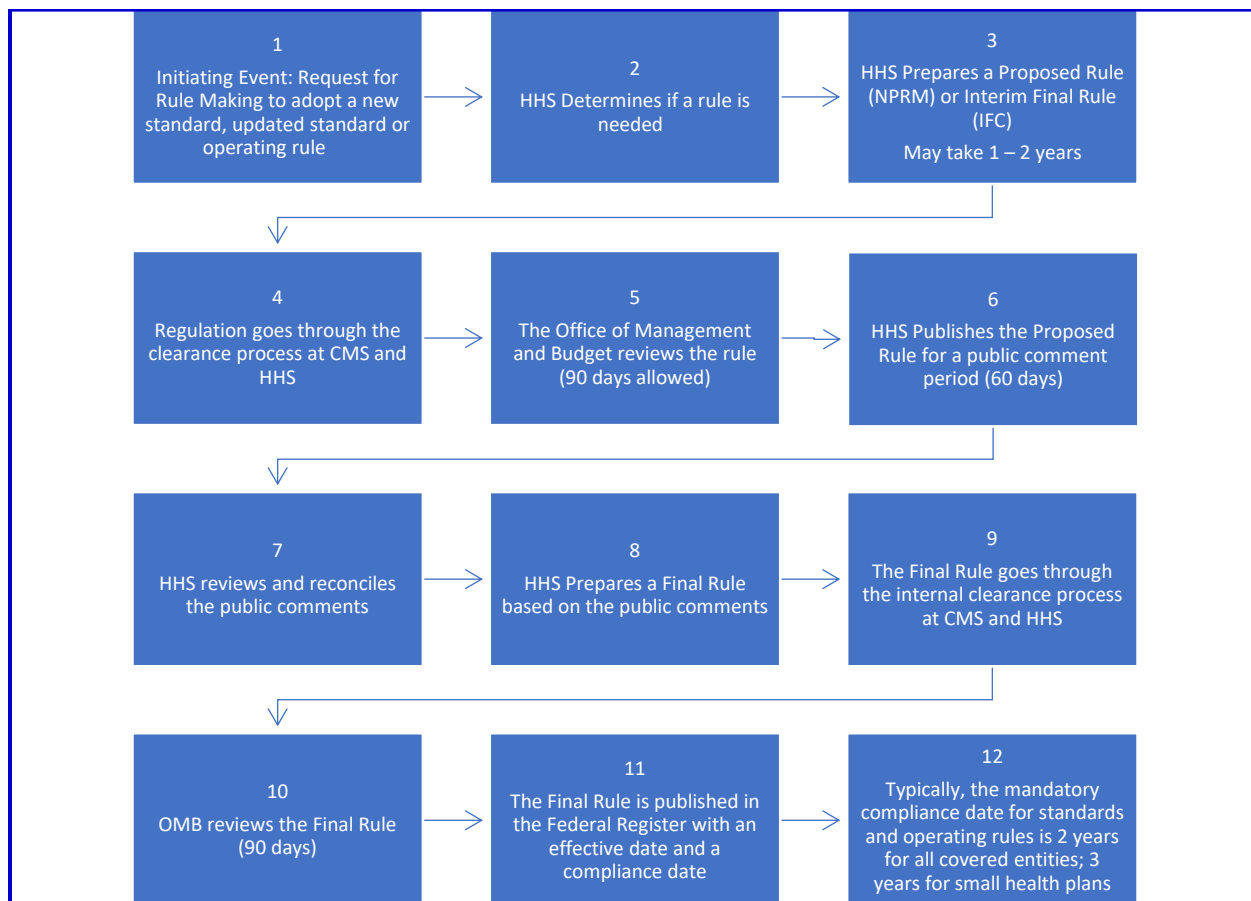 1
Initiating Event: Request for
Rule Making to adopt a new
standard, updated standard or
operating rule
2
HHS Determines if a rule is
needed
3
HHS Prepares a Proposed Rule
(NPRM) or Interim Final Rule
(IFC)
May take 1 – 2 years
4
Regulation goes through the
clearance process at CMS and
HHS
5
The Office of Management
and Budget reviews the rule
(90 days allowed)
6
HHS Publishes the Proposed
Rule for a public comment
period (60 days)
7
HHS reviews and reconciles
the public comments
8
HHS Prepares a Final Rule
based on the public comments
9
The Final Rule goes through
the internal clearance process
at CMS and HHS
10
OMB reviews the Final Rule
(90 days)
11
The Final Rule is published in
the Federal Register with an
effective date and a
compliance date
12
Typically, the mandatory
compliance date for standards
and operating rules is 2 years
for all covered entities; 3
years for small health plans